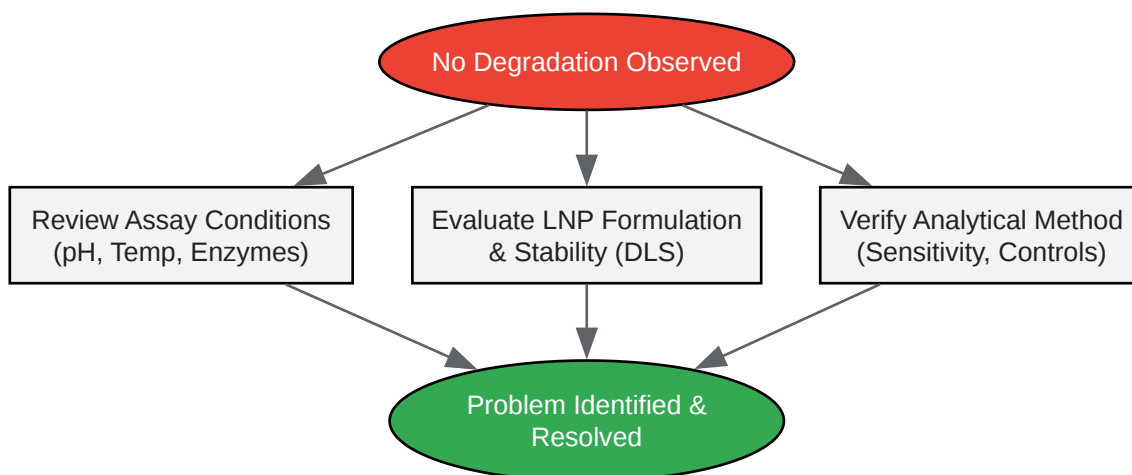 No Degradation Observed
Review Assay Conditions
(pH, Temp, Enzymes)
Evaluate LNP Formulation
& Stability (DLS)
Verify Analytical Method
(Sensitivity, Controls)
Problem Identified &
Resolved